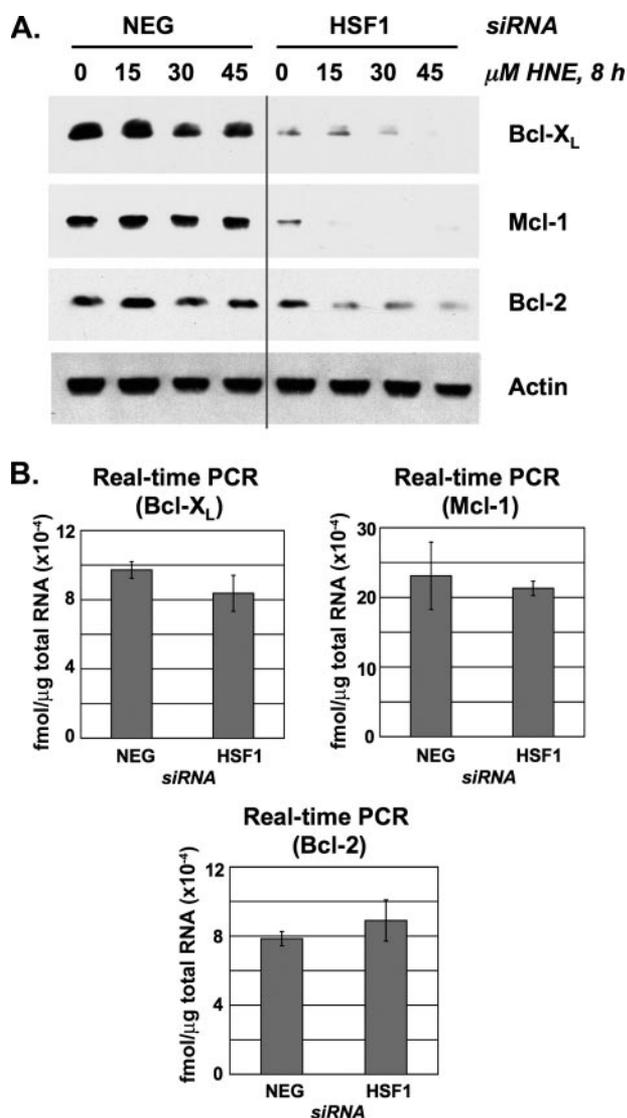 A.
NEG HSF1 siRNA
0 15 30 45 0 15 30 45 μM HNE, 8 h
Bcl-XL
Mcl-1
Bcl-2
Actin
B.
Real-time PCR
(Bcl-XL)
fmol/μg total RNA (x10⁻⁴)
12
8
4
0
NEG HSF1
siRNA
Real-time PCR
(Mcl-1)
fmol/μg total RNA (x10⁻⁴)
30
20
10
0
NEG HSF1
siRNA
Real-time PCR
(Bcl-2)
fmol/μg total RNA (x10⁻⁴)
12
8
4
0
NEG HSF1
siRNA